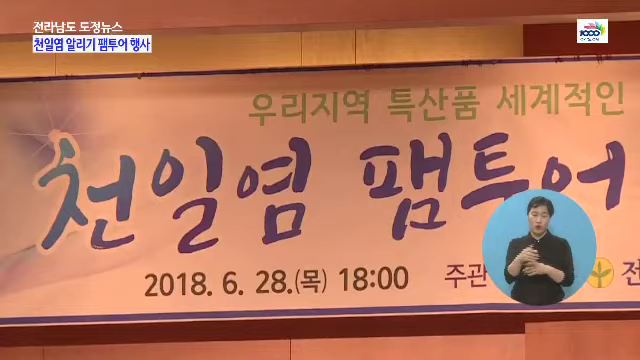 전라남도 도정뉴스
천일염 알리기 팸투어 행사
1000
우리지역 특산품 세계적인
천일염 팸투어
2018. 6. 28.(목) 18:00 주관 전